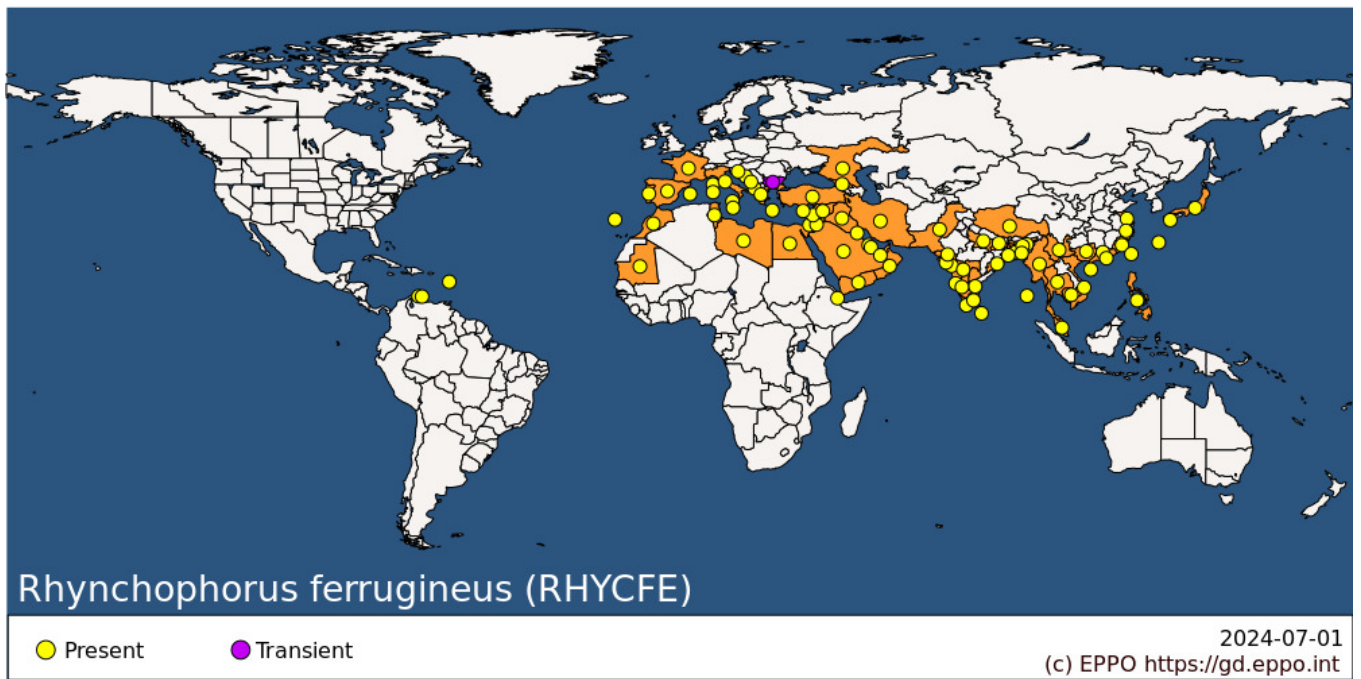 Rhynchophorus ferrugineus (RHYCFE)
Present
Transient
2024-07-01
(c) EPPO https://gd.eppo.int